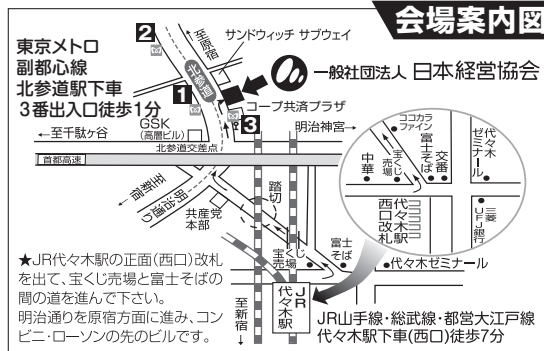 会場案内図
東京メトロ
副都心線
北参道駅下車
3番出入口徒歩1分
2
至原宿
サンドウィッチ サブウェイ
北参道
一般社団法人 日本経営協会
1
コープ共済プラザ
3
GSK
(高層ビル)
←至千駄ヶ谷
明治神宮→
北参道交差点
首都高速
←至新宿
明治通り
共産党
本部
踏切
ココカラ
ファイン
中華
宝くじ
売場
富士そば
交番
代々木
ゼミナール
代々木駅
西口改札
三菱
UFJ
銀行
宝くじ
売場
富士
そば
代々木ゼミナール
JR
代々木駅
至新宿→
★JR代々木駅の正面(西口)改札
を出て、宝くじ売場と富士そばの
間の道を進んで下さい。
明治通りを原宿方面に進み、コン
ビニ・ローソンの先のビルです。
JR山手線・総武線・都営大江戸線
代々木駅下車(西口)徒歩7分